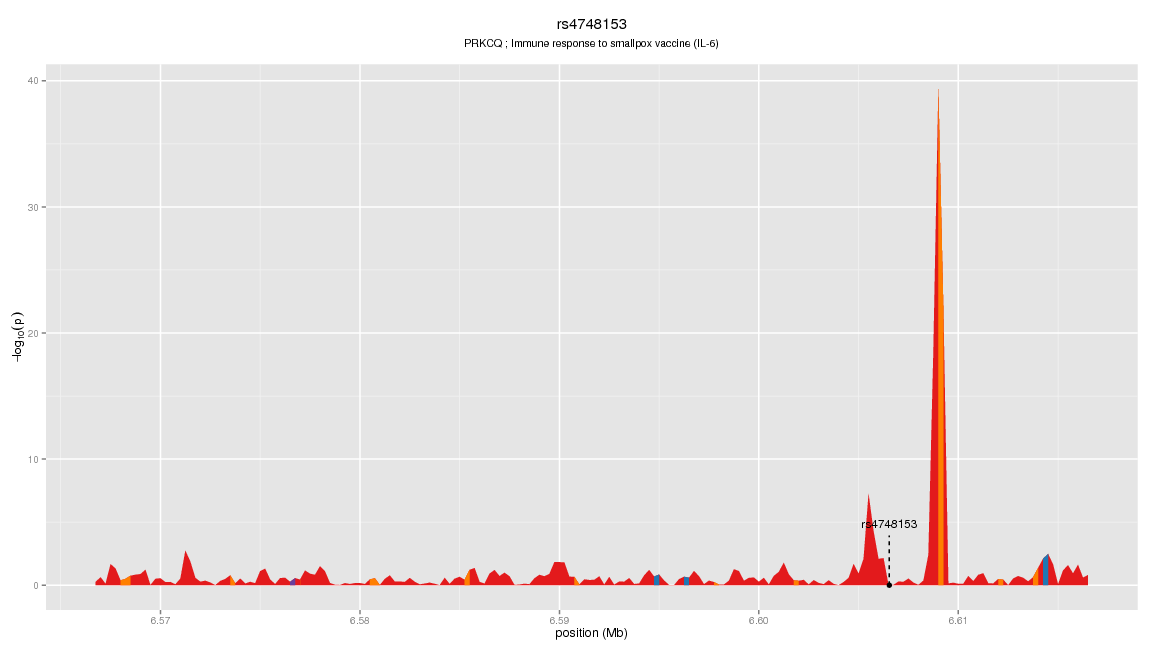 rs4748153
PRKCQ ; Immune response to smallpox vaccine (IL-6)
40
30
20
10
0
−log10(p)
rs4748153
6.57 6.58 6.59 6.60 6.61
position (Mb)